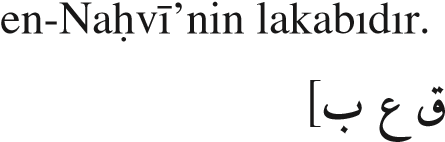 en-Naḥvī’nin lakabıdır.
[ق ع ب